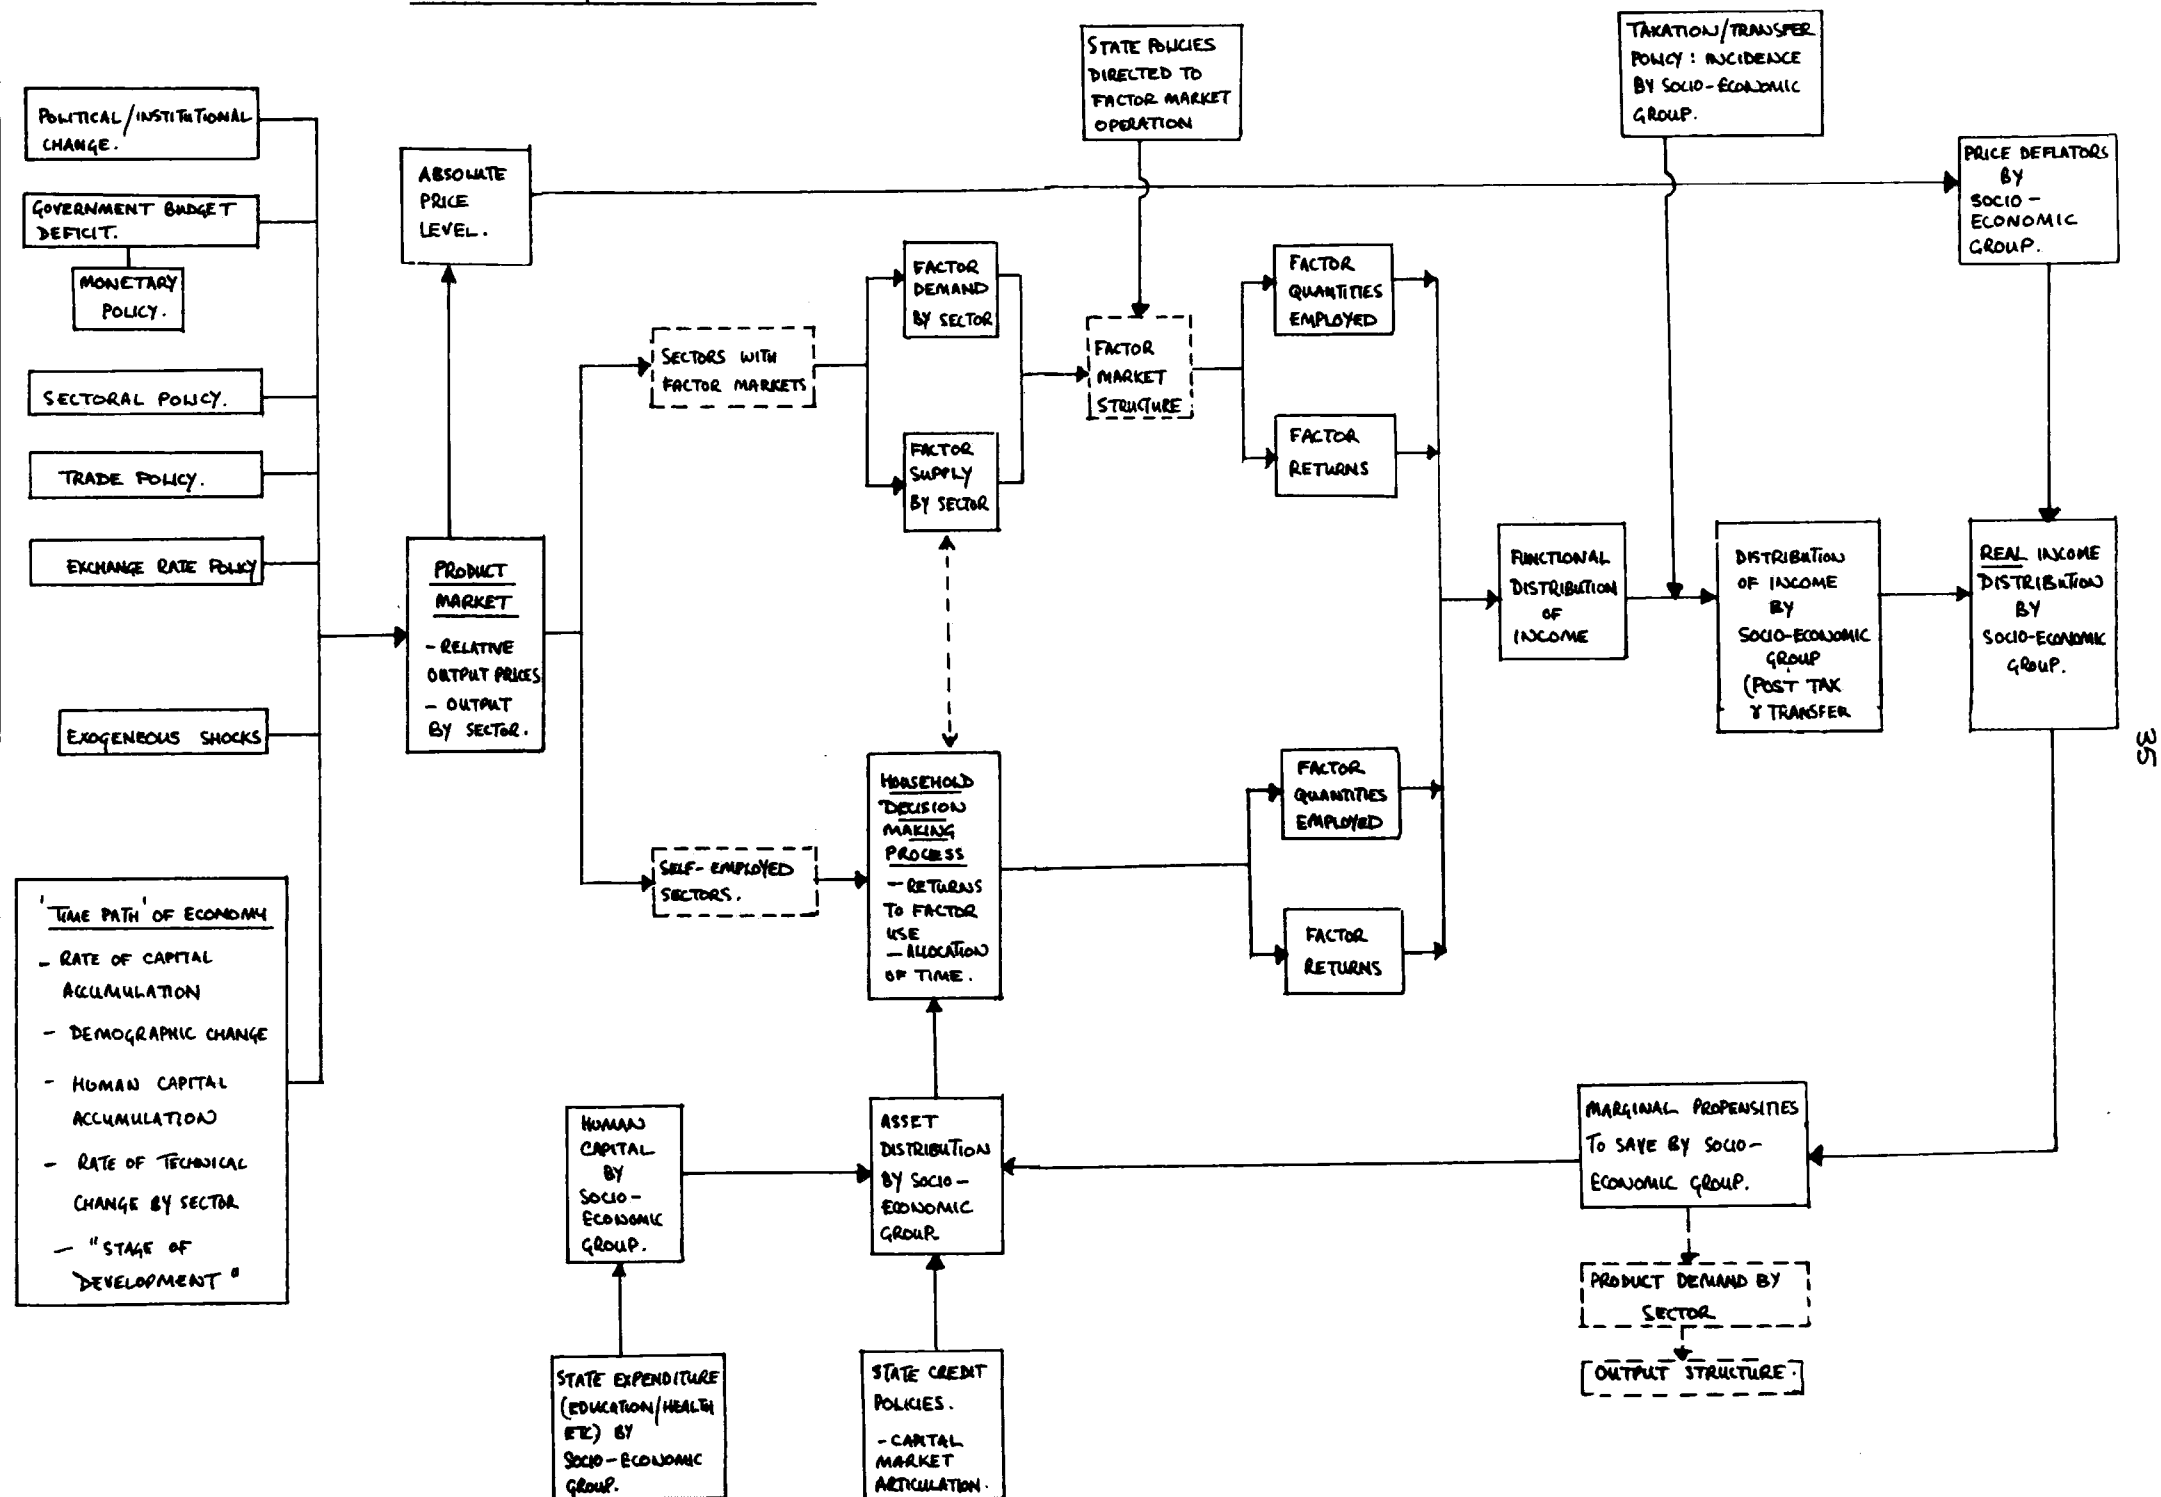 POLITICAL/INSTITUTIONAL
CHANGE.
GOVERNMENT BUDGET
DEFICIT.
MONETARY
POLICY.
SECTORAL POLICY.
TRADE POLICY.
EXCHANGE RATE POLICY
EXOGENEOUS SHOCKS
'TIME PATH' OF ECONOMY
- RATE OF CAPITAL
ACCUMULATION
- DEMOGRAPHIC CHANGE
- HUMAN CAPITAL
ACCUMULATION
- RATE OF TECHNICAL
CHANGE BY SECTOR
- "STAGE OF
DEVELOPMENT"
ABSOLUTE
PRICE
LEVEL.
PRODUCT
MARKET
- RELATIVE
OUTPUT PRICES
- OUTPUT
BY SECTOR.
SECTORS WITH
FACTOR MARKETS
SELF-EMPLOYED
SECTORS.
FACTOR
DEMAND
BY SECTOR
FACTOR
SUPPLY
BY SECTOR
HOUSEHOLD
DECISION
MAKING
PROCESS
- RETURNS
TO FACTOR
USE
- ALLOCATION
OF TIME.
HUMAN
CAPITAL
BY
SOCIO-
ECONOMIC
GROUP.
ASSET
DISTRIBUTION
BY SOCIO-
ECONOMIC
GROUP
STATE EXPENDITURE
(EDUCATION/HEALTH
ETC) BY
SOCIO-ECONOMIC
GROUP.
STATE CREDIT
POLICIES.
- CAPITAL
MARKET
ARTICULATION.
STATE POLICIES
DIRECTED TO
FACTOR MARKET
OPERATION
FACTOR
MARKET
STRUCTURE
FACTOR
QUANTITIES
EMPLOYED
FACTOR
RETURNS
FACTOR
QUANTITIES
EMPLOYED
FACTOR
RETURNS
FUNCTIONAL
DISTRIBUTION
OF
INCOME
TAXATION/TRANSFER
POLICY: INCIDENCE
BY SOCIO-ECONOMIC
GROUP.
DISTRIBUTION
OF INCOME
BY
SOCIO-ECONOMIC
GROUP
(POST TAX
& TRANSFER
PRICE DEFLATORS
BY
SOCIO-
ECONOMIC
GROUP.
REAL INCOME
DISTRIBUTION
BY
SOCIO-ECONOMIC
GROUP.
MARGINAL PROPENSITIES
TO SAVE BY SOCIO-
ECONOMIC GROUP.
PRODUCT DEMAND BY
SECTOR
OUTPUT STRUCTURE.
35